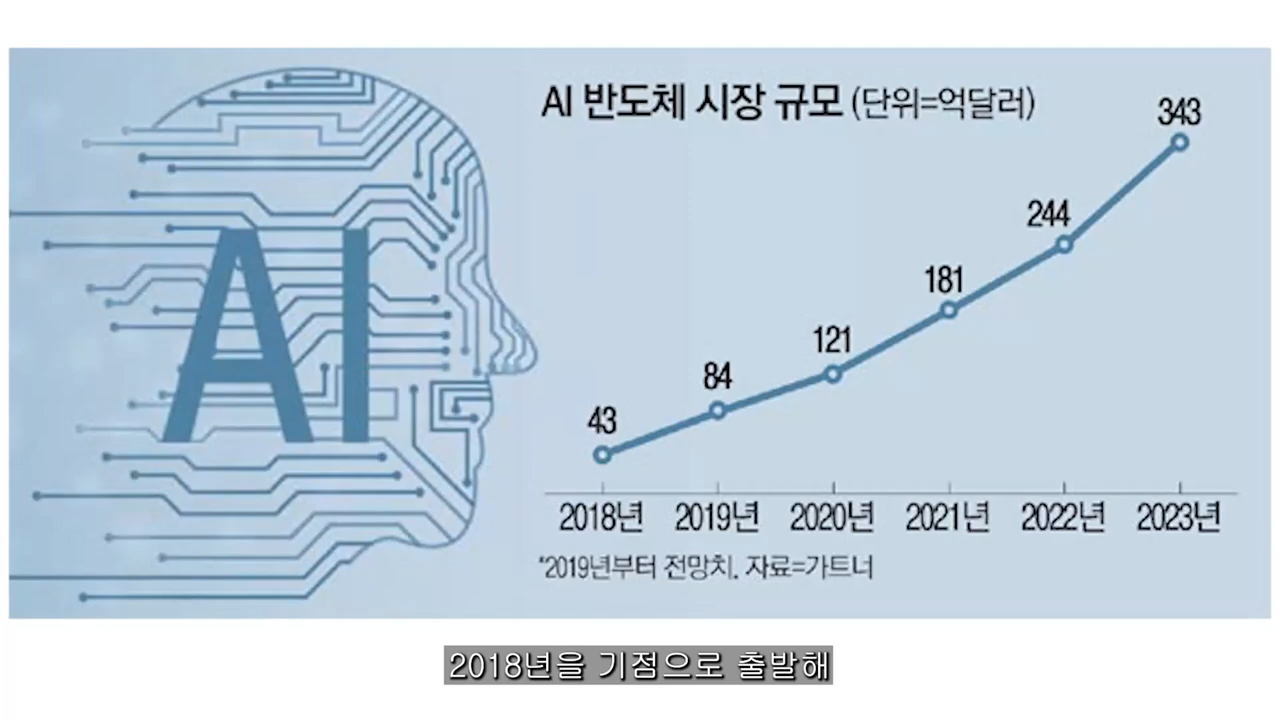 AI
AI 반도체 시장 규모 (단위=억달러)
343
244
181
121
84
43
2018년 2019년 2020년 2021년 2022년 2023년
*2019년부터 전망치. 자료=가트너
2018년을 기점으로 출발해